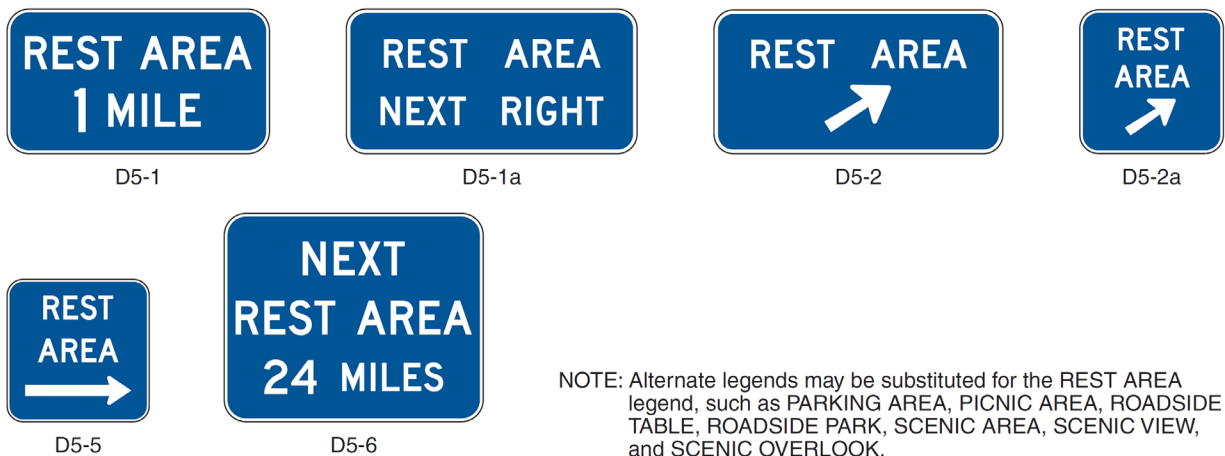 REST AREA
1 MILE
D5-1
REST AREA
NEXT RIGHT
D5-1a
REST AREA
D5-2
REST
AREA
D5-2a
REST
AREA
D5-5
NEXT
REST AREA
24 MILES
D5-6
NOTE: Alternate legends may be substituted for the REST AREA
legend, such as PARKING AREA, PICNIC AREA, ROADSIDE
TABLE, ROADSIDE PARK, SCENIC AREA, SCENIC VIEW,
and SCENIC OVERLOOK.